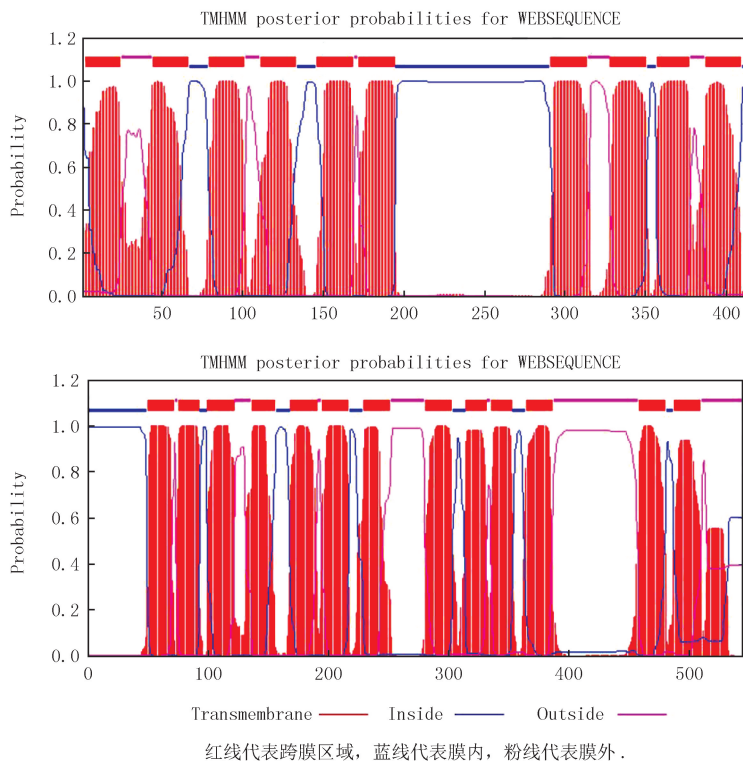 TMHMM posterior probabilities for WEBSEQUENCE
1.2
1.0
0.8
0.6
0.4
0.2
0.0
Probability
50 100 150 200 250 300 350 400
TMHMM posterior probabilities for WEBSEQUENCE
1.2
1.0
0.8
0.6
0.4
0.2
0.0
Probability
0 100 200 300 400 500
Transmembrane Inside Outside
红线代表跨膜区域，蓝线代表膜内，粉线代表膜外.